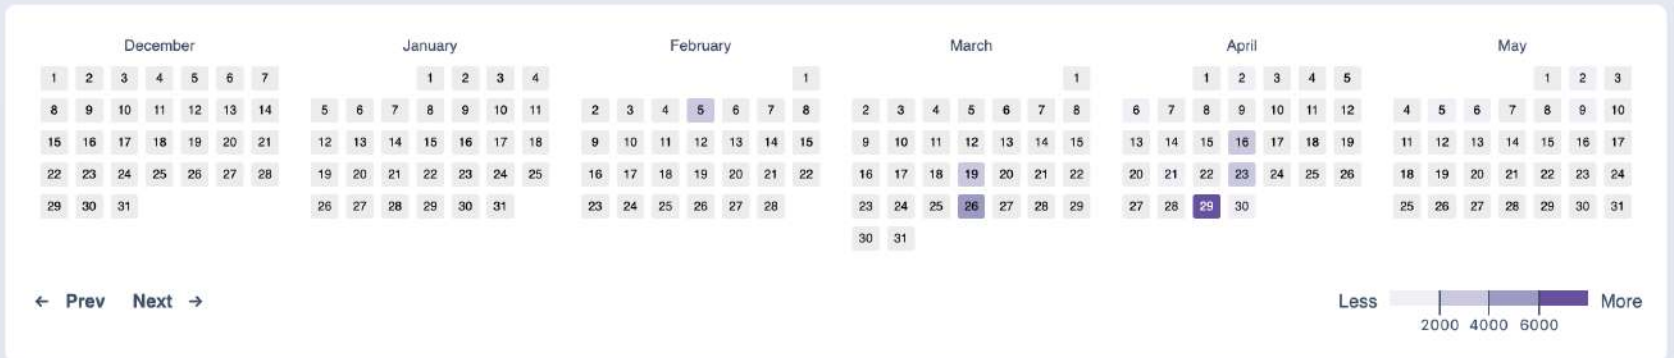 December January February March April May
1 2 3 4 5 6 7 1 2 3 4 1 1 1 2 3 4 5 1 2 3
8 9 10 11 12 13 14 5 6 7 8 9 10 11 2 3 4 5 6 7 8 2 3 4 5 6 7 8 6 7 8 9 10 11 12 4 5 6 7 8 9 10
15 16 17 18 19 20 21 12 13 14 15 16 17 18 9 10 11 12 13 14 15 9 10 11 12 13 14 15 13 14 15 16 17 18 19 11 12 13 14 15 16 17
22 23 24 25 26 27 28 19 20 21 22 23 24 25 16 17 18 19 20 21 22 16 17 18 19 20 21 22 20 21 22 23 24 25 26 18 19 20 21 22 23 24
29 30 31 26 27 28 29 30 31 23 24 25 26 27 28 23 24 25 26 27 28 29 27 28 29 30 25 26 27 28 29 30 31
30 31
← Prev Next → Less More
2000 4000 6000